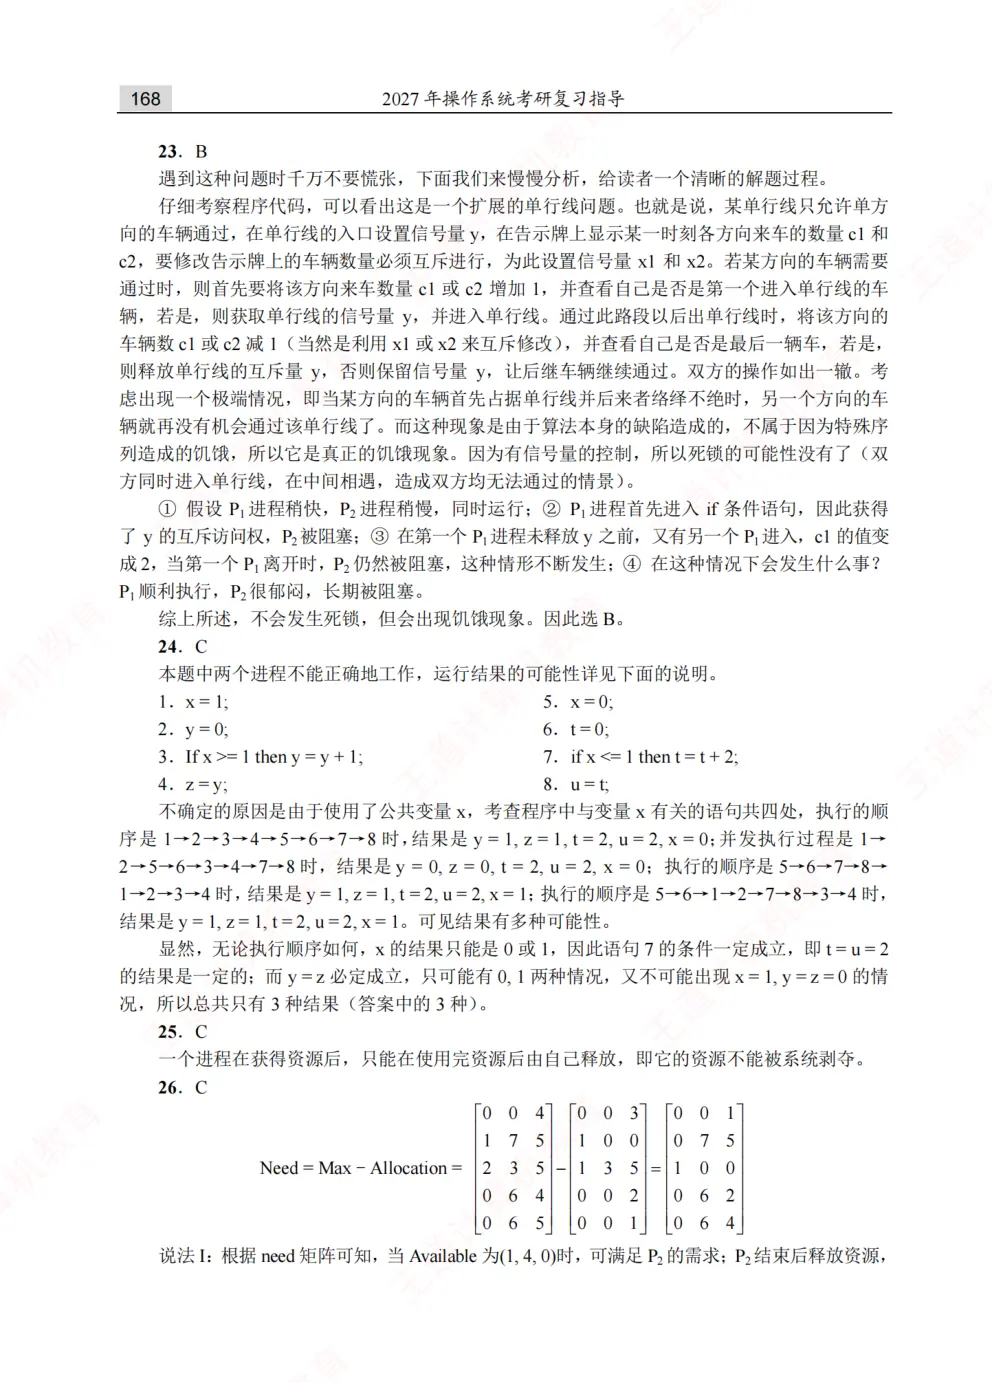 168
2027 年操作系统考研复习指导
23．B
遇到这种问题时千万不要慌张，下面我们来慢慢分析，给读者一个清晰的解题过程。
仔细考察程序代码，可以看出这是一个扩展的单行线问题。也就是说，某单行线只允许单方
向的车辆通过，在单行线的入口设置信号量 y，在告示牌上显示某一时刻各方向来车的数量 c1 和
c2，要修改告示牌上的车辆数量必须互斥进行，为此设置信号量 x1 和 x2。若某方向的车辆需要
通过时，则首先要将该方向来车数量 c1 或 c2 增加 1，并查看自己是否是第一个进入单行线的车
辆，若是，则获取单行线的信号量 y，并进入单行线。通过此路段以后出单行线时，将该方向的
车辆数 c1 或 c2 减 1（当然是利用 x1 或 x2 来互斥修改），并查看自己是否是最后一辆车，若是，
则释放单行线的互斥量 y，否则保留信号量 y，让后继车辆继续通过。双方的操作如出一辙。考
虑出现一个极端情况，即当某方向的车辆首先占据单行线并后来者络绎不绝时，另一个方向的车
辆就再没有机会通过该单行线了。而这种现象是由于算法本身的缺陷造成的，不属于因为特殊序
列造成的饥饿，所以它是真正的饥饿现象。因为有信号量的控制，所以死锁的可能性没有了（双
方同时进入单行线，在中间相遇，造成双方均无法通过的情景）。
① 假设 P1 进程稍快，P2 进程稍慢，同时运行；② P1 进程首先进入 if 条件语句，因此获得
了 y 的互斥访问权，P2 被阻塞；③ 在第一个 P1 进程未释放 y 之前，又有另一个 P1 进入，c1 的值变
成 2，当第一个 P1 离开时，P2 仍然被阻塞，这种情形不断发生；④ 在这种情况下会发生什么事？
P1 顺利执行，P2 很郁闷，长期被阻塞。
综上所述，不会发生死锁，但会出现饥饿现象。因此选 B。
24．C
本题中两个进程不能正确地工作，运行结果的可能性详见下面的说明。
1．x = 1; 5．x = 0;
2．y = 0; 6．t = 0;
3．If x >= 1 then y = y + 1; 7．if x <= 1 then t = t + 2;
4．z = y; 8．u = t;
不确定的原因是由于使用了公共变量 x，考查程序中与变量 x 有关的语句共四处，执行的顺
序是 1→2→3→4→5→6→7→8 时，结果是 y = 1, z = 1, t = 2, u = 2, x = 0；并发执行过程是 1→
2→5→6→3→4→7→8 时，结果是 y = 0, z = 0, t = 2, u = 2, x = 0；执行的顺序是 5→6→7→8→
1→2→3→4 时，结果是 y = 1, z = 1, t = 2, u = 2, x = 1；执行的顺序是 5→6→1→2→7→8→3→4 时，
结果是 y = 1, z = 1, t = 2, u = 2, x = 1。可见结果有多种可能性。
显然，无论执行顺序如何，x 的结果只能是 0 或 1，因此语句 7 的条件一定成立，即 t = u = 2
的结果是一定的；而 y = z 必定成立，只可能有 0, 1 两种情况，又不可能出现 x = 1, y = z = 0 的情
况，所以总共只有 3 种结果（答案中的 3 种）。
25．C
一个进程在获得资源后，只能在使用完资源后由自己释放，即它的资源不能被系统剥夺。
26．C
0 0 4 0 0 3 0 0 1
1 7 5 1 0 0 0 7 5
Need = Max − Allocation = 2 3 5 − 1 3 5 = 1 0 0
0 6 4 0 0 2 0 6 2
0 6 5 0 0 1 0 6 4
说法 I：根据 need 矩阵可知，当 Available 为(1, 4, 0)时，可满足 P2 的需求；P2 结束后释放资源，